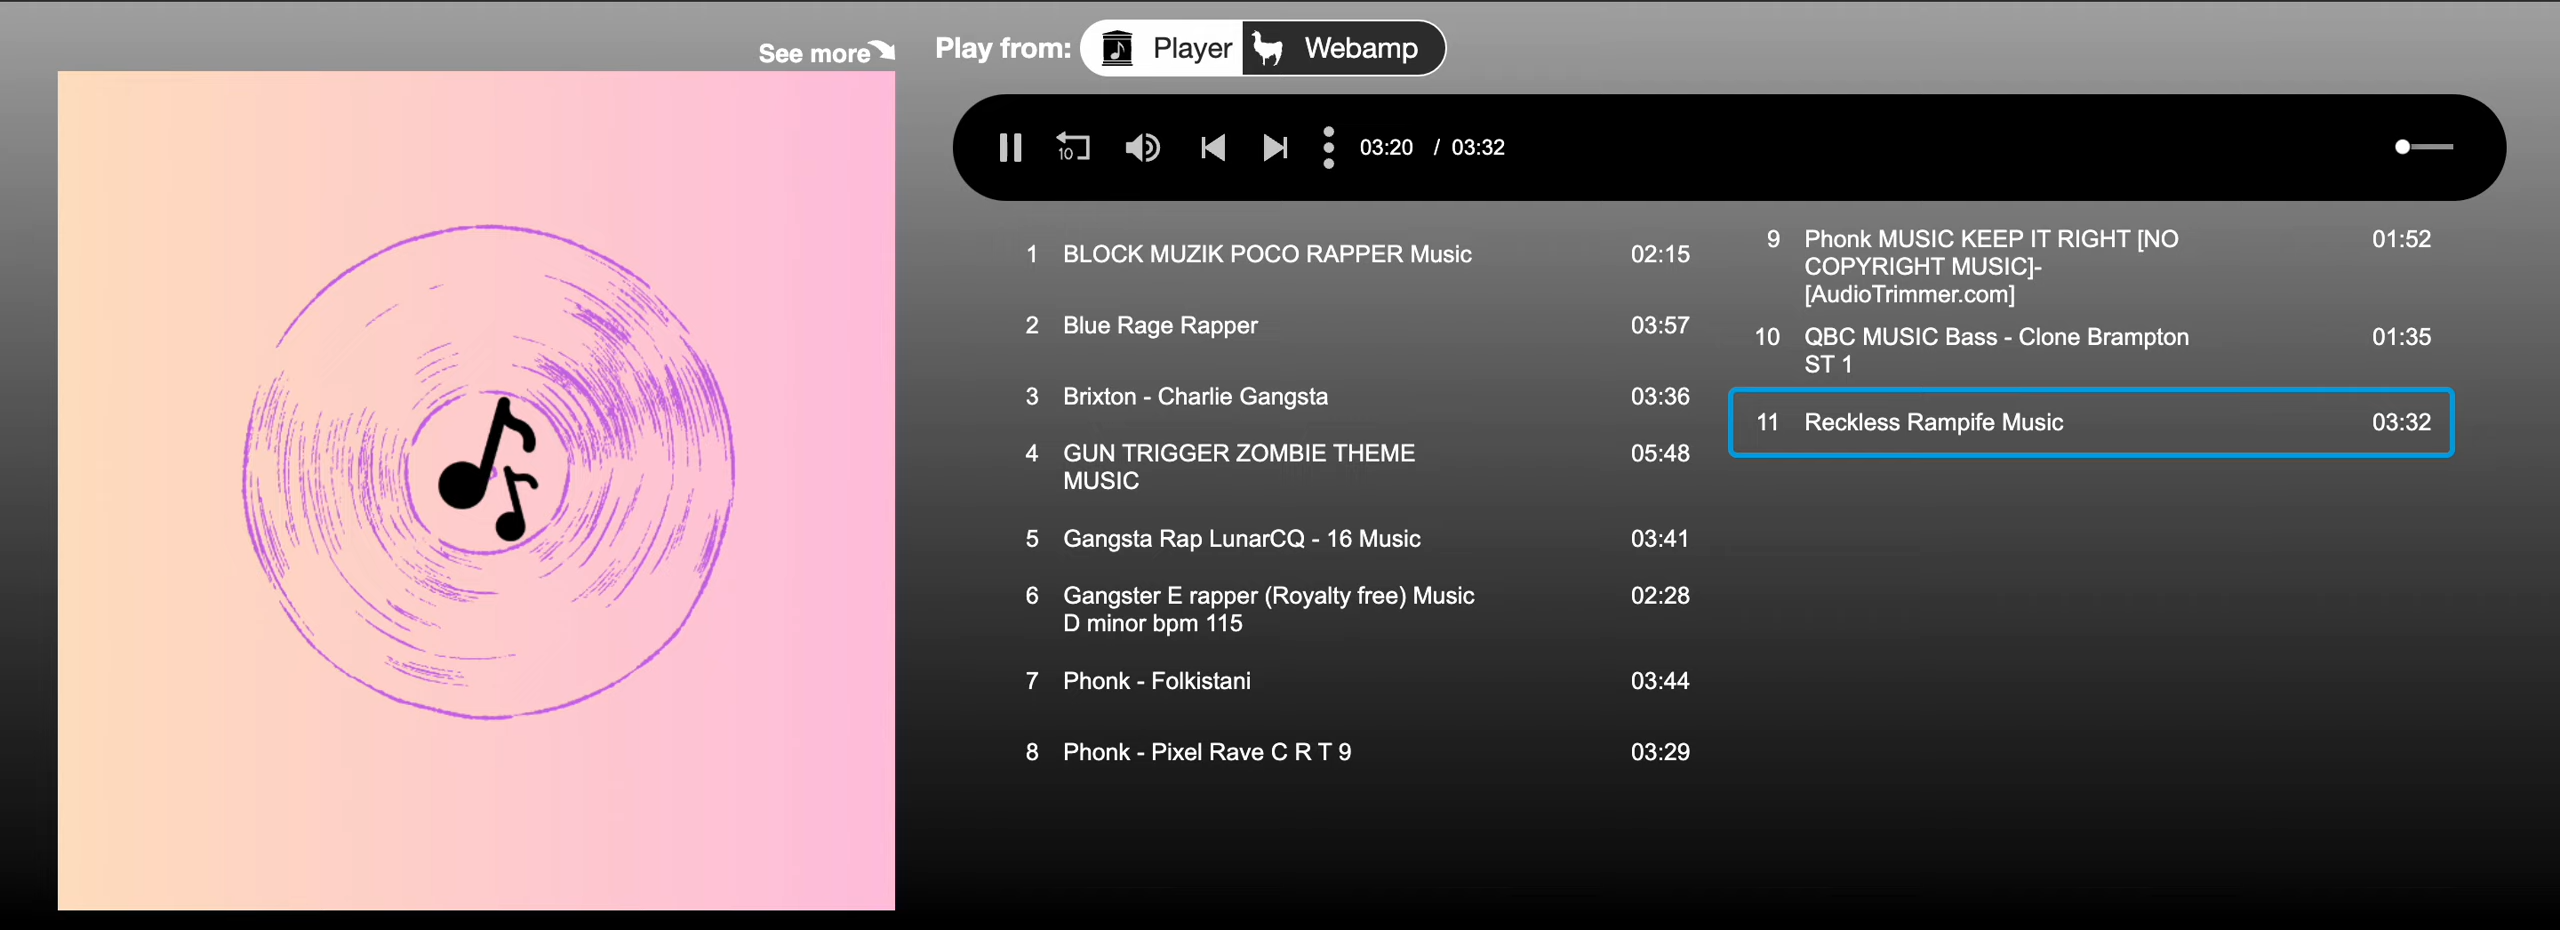 See more
Play from: Player Webamp
10 03:20 / 03:32
1 BLOCK MUZIK POCO RAPPER Music 02:15
2 Blue Rage Rapper 03:57
3 Brixton - Charlie Gangsta 03:36
4 GUN TRIGGER ZOMBIE THEME 05:48
MUSIC
5 Gangsta Rap LunarCQ - 16 Music 03:41
6 Gangster E rapper (Royalty free) Music 02:28
D minor bpm 115
7 Phonk - Folkistani 03:44
8 Phonk - Pixel Rave C R T 9 03:29
9 Phonk MUSIC KEEP IT RIGHT [NO 01:52
COPYRIGHT MUSIC]-
[AudioTrimmer.com]
10 QBC MUSIC Bass - Clone Brampton 01:35
ST 1
11 Reckless Rampife Music 03:32